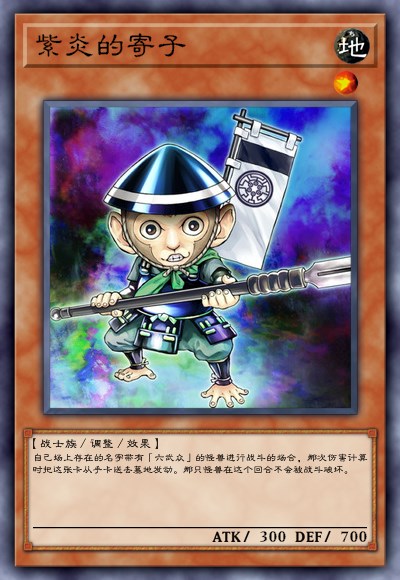 紫炎的寄子
地
【战士族／调整／效果】
自己场上存在的名字带有「六武众」的怪兽进行战斗的场合，那次伤害计算
时把这张卡从手卡送去墓地发动。那只怪兽在这个回合不会被战斗破坏。
ATK/ 300 DEF/ 700